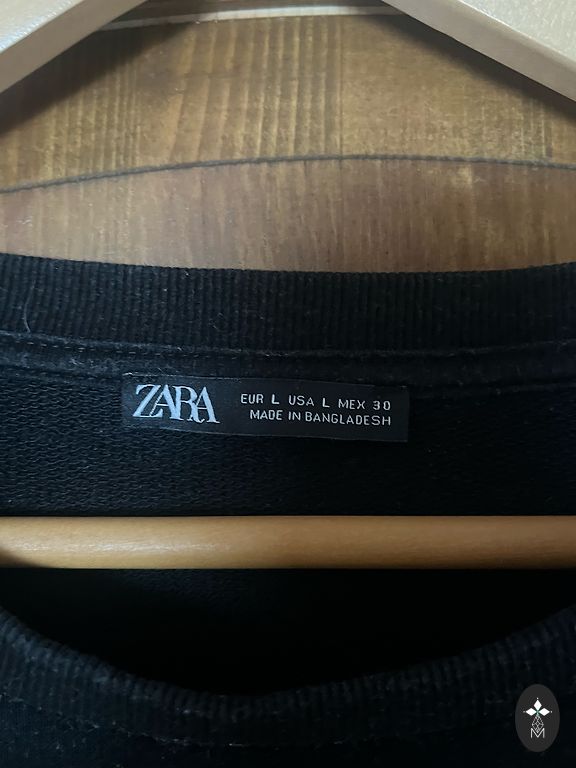 ZARA
EUR L USA L MEX 30
MADE IN BANGLADESH
M